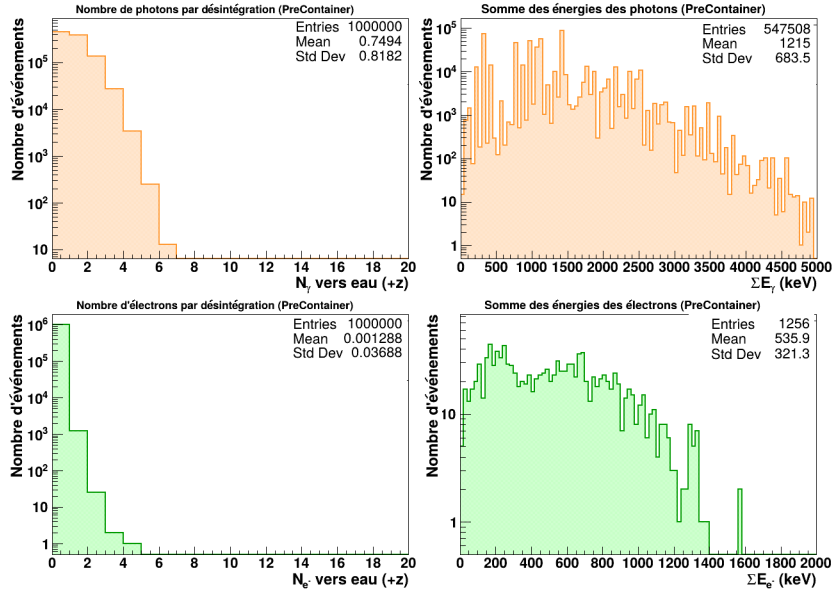 Nombre de photons par désintégration (PreContainer)
Entries 1000000
Mean 0.7494
Std Dev 0.8182
Nombre d'événements
10⁵
10⁴
10³
10²
10
0 2 4 6 8 10 12 14 16 18 20
Nγ vers eau (+z)
Somme des énergies des photons (PreContainer)
Entries 547508
Mean 1215
Std Dev 683.5
Nombre d'événements
10⁵
10⁴
10³
10²
10
1
0 500 1000 1500 2000 2500 3000 3500 4000 4500 5000
ΣEγ (keV)
Nombre d'électrons par désintégration (PreContainer)
Entries 1000000
Mean 0.001288
Std Dev 0.03688
Nombre d'événements
10⁶
10⁵
10⁴
10³
10²
10
1
0 2 4 6 8 10 12 14 16 18 20
Ne⁻ vers eau (+z)
Somme des énergies des électrons (PreContainer)
Entries 1256
Mean 535.9
Std Dev 321.3
Nombre d'événements
10
1
0 200 400 600 800 1000 1200 1400 1600 1800 2000
ΣEe⁻ (keV)